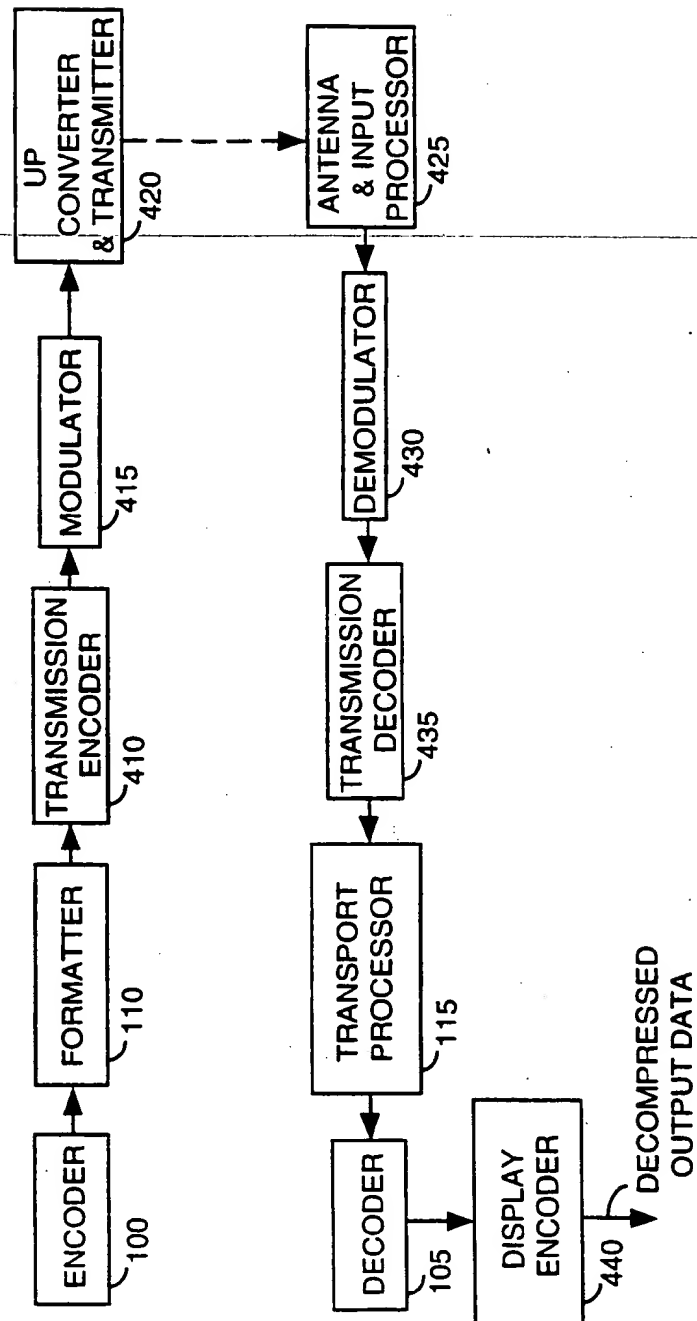 ENCODER
100
FORMATTER
110
TRANSMISSION
ENCODER
410
MODULATOR
415
UP
CONVERTER
& TRANSMITTER
420
ANTENNA
& INPUT
PROCESSOR
425
DEMODULATOR
430
TRANSMISSION
DECODER
435
TRANSPORT
PROCESSOR
115
DECODER
105
DISPLAY
ENCODER
440
DECOMPRESSED
OUTPUT DATA